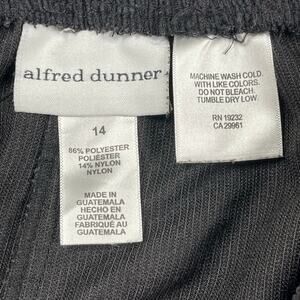 alfred dunner
14
86% POLYESTER
POLIÉSTER
14% NYLON
NYLON
MADE IN
GUATEMALA
HECHO EN
GUATEMALA
FABRIQUÉ AU
GUATEMALA
MACHINE WASH COLD.
WITH LIKE COLORS.
DO NOT BLEACH.
TUMBLE DRY LOW.
RN 19232
CA 29961